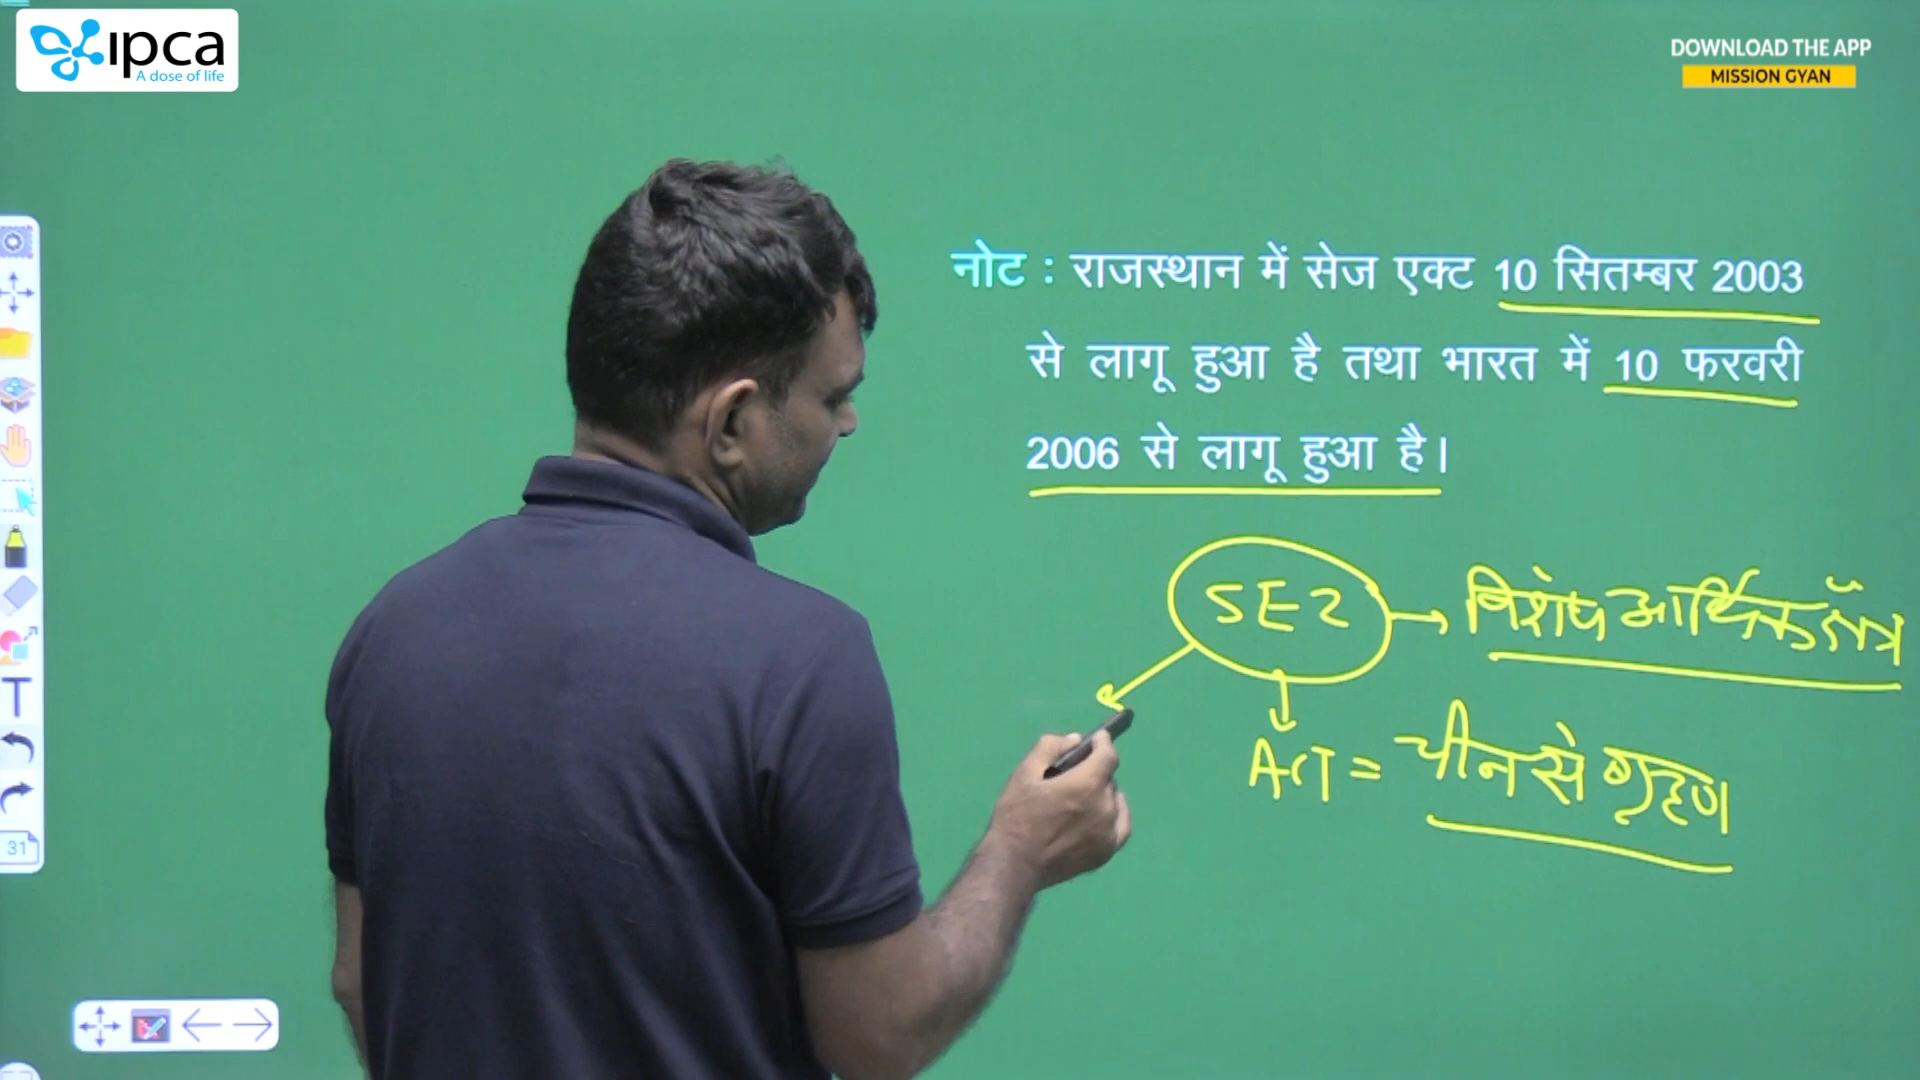 ipca
A dose of life
DOWNLOAD THE APP
MISSION GYAN
नोट : राजस्थान में सेज एक्ट 10 सितम्बर 2003
से लागू हुआ है तथा भारत में 10 फरवरी
2006 से लागू हुआ है।
SEZ → विशेष आर्थिक क्षेत्र
Act = चीन से ग्रहण
T
31